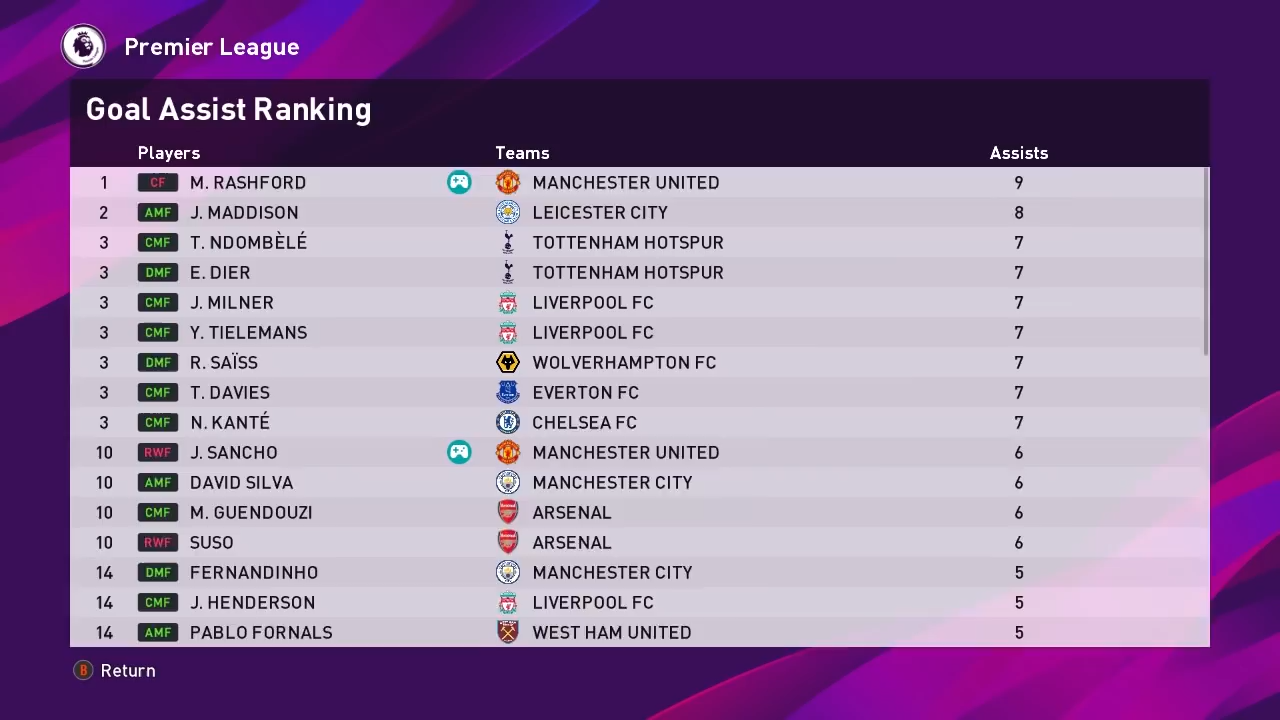 Premier League
Goal Assist Ranking
Players Teams Assists
1 CF M. RASHFORD MANCHESTER UNITED 9
2 AMF J. MADDISON LEICESTER CITY 8
3 CMF T. NDOMBÈLÉ TOTTENHAM HOTSPUR 7
3 DMF E. DIER TOTTENHAM HOTSPUR 7
3 CMF J. MILNER LIVERPOOL FC 7
3 CMF Y. TIELEMANS LIVERPOOL FC 7
3 DMF R. SAÏSS WOLVERHAMPTON FC 7
3 CMF T. DAVIES EVERTON FC 7
3 CMF N. KANTÉ CHELSEA FC 7
10 RWF J. SANCHO MANCHESTER UNITED 6
10 AMF DAVID SILVA MANCHESTER CITY 6
10 CMF M. GUENDOUZI ARSENAL 6
10 RWF SUSO ARSENAL 6
14 DMF FERNANDINHO MANCHESTER CITY 5
14 CMF J. HENDERSON LIVERPOOL FC 5
14 AMF PABLO FORNALS WEST HAM UNITED 5
B Return